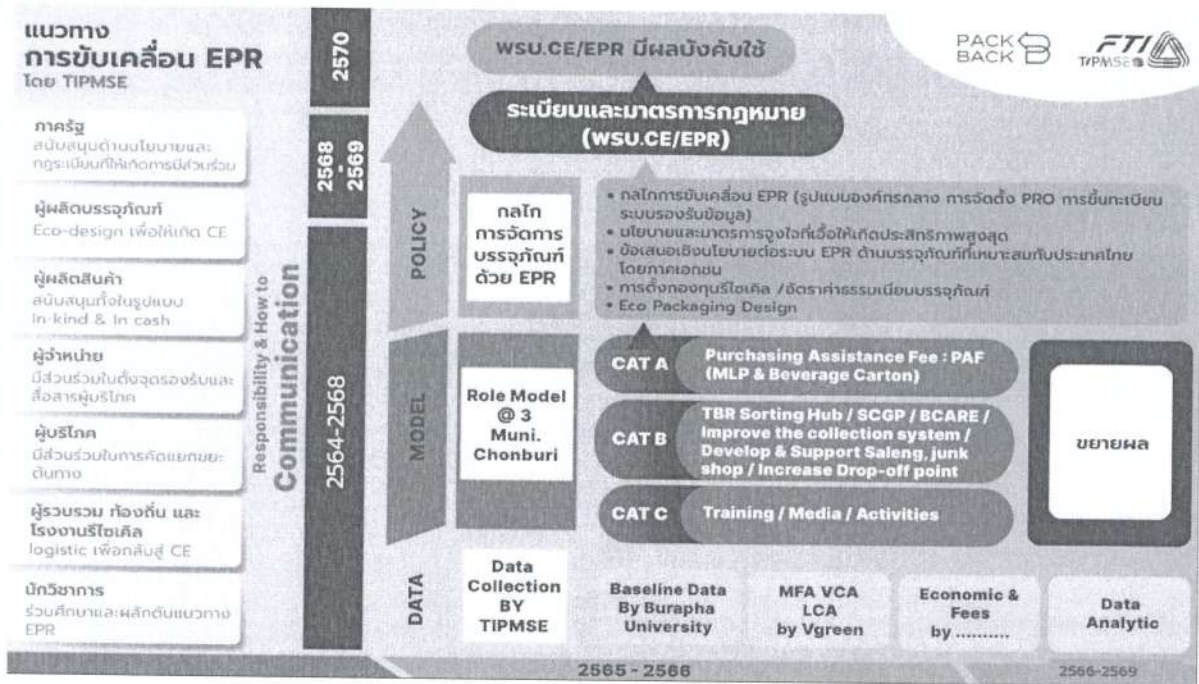 แนวทาง
การขับเคลื่อน EPR
โดย TIPMSE
ภาครัฐ
สนับสนุนด้านนโยบายและ
กฎระเบียบที่ให้เกิดการมีส่วนร่วม
ผู้ผลิตบรรจุภัณฑ์
Eco-design เพื่อให้เกิด CE
ผู้ผลิตสินค้า
สนับสนุนทั้งในรูปแบบ
In-kind & In cash
ผู้จำหน่าย
มีส่วนร่วมในตั้งจุดรองรับและ
สื่อสารผู้บริโภค
ผู้บริโภค
มีส่วนร่วมในการคัดแยกขยะ
ต้นทาง
ผู้รวบรวม ท้องถิ่น และ
โรงงานรีไซเคิล
logistic เพื่อกลับสู่ CE
นักวิชาการ
ร่วมศึกษาและผลักดันแนวทาง
EPR
Responsibility & How to
Communication
2570
2568
-
2569
2564-2568
POLICY
MODEL
DATA
พรบ.CE/EPR มีผลบังคับใช้
ระเบียบและมาตรการกฎหมาย
(พรบ.CE/EPR)
PACK
BACK
FTI
TIPMSE
กลไก
การจัดการ
บรรจุภัณฑ์
ด้วย EPR
• กลไกการขับเคลื่อน EPR (รูปแบบองค์กรกลาง การจัดตั้ง PRO การขึ้นทะเบียน
ระบบรองรับข้อมูล)
• นโยบายและมาตรการจูงใจที่เอื้อให้เกิดประสิทธิภาพสูงสุด
• ข้อเสนอเชิงนโยบายต่อระบบ EPR ด้านบรรจุภัณฑ์ที่เหมาะสมกับประเทศไทย
โดยภาคเอกชน
• การตั้งกองทุนรีไซเคิล /อัตราค่าธรรมเนียมบรรจุภัณฑ์
• Eco Packaging Design
Role Model
@ 3
Muni.
Chonburi
CAT A
Purchasing Assistance Fee : PAF
(MLP & Beverage Carton)
CAT B
TBR Sorting Hub / SCGP / BCARE /
Improve the collection system /
Develop & Support Saleng, junk
shop / Increase Drop-off point
CAT C
Training / Media / Activities
ขยายผล
Data
Collection
BY
TIPMSE
Baseline Data
By Burapha
University
MFA VCA
LCA
by Vgreen
Economic &
Fees
by ..........
Data
Analytic
2565 - 2566
2566-2569